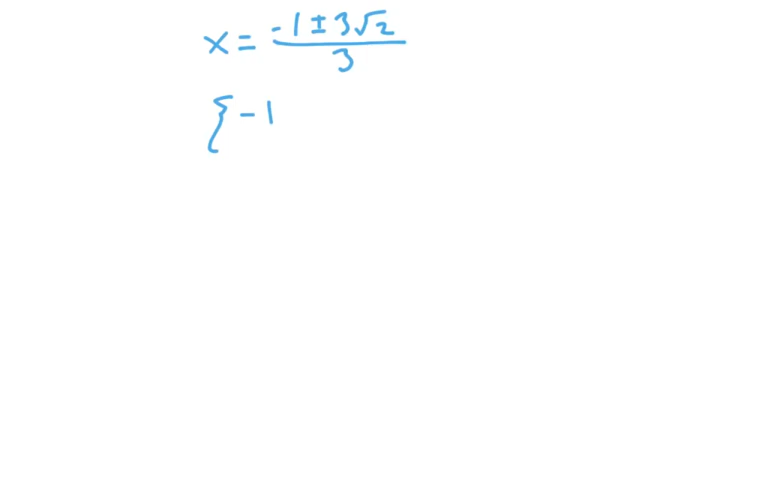 x = (-1 ± 3√2)/3
{ -1